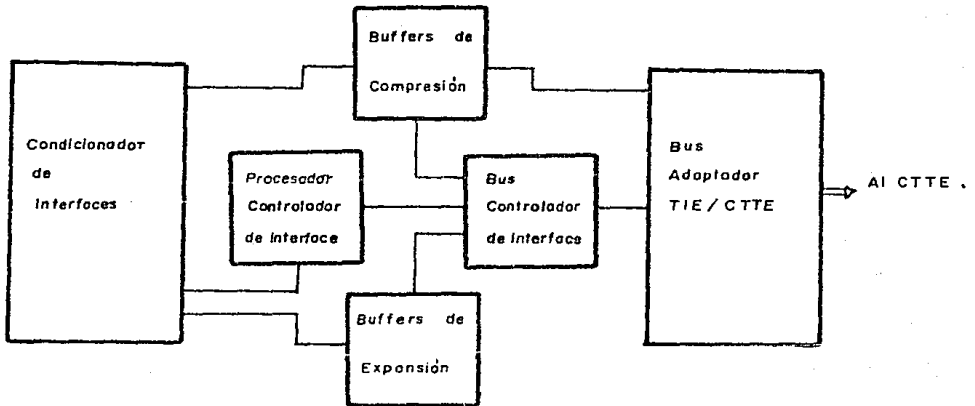 Buffers de
Compresión
Condicionador
de
Interfaces
Procesador
Controlador
de Interface
Bus
Controlador
de Interface
Bus
Adaptador
TIE / CTTE
Al CTTE .
Buffers de
Expansión